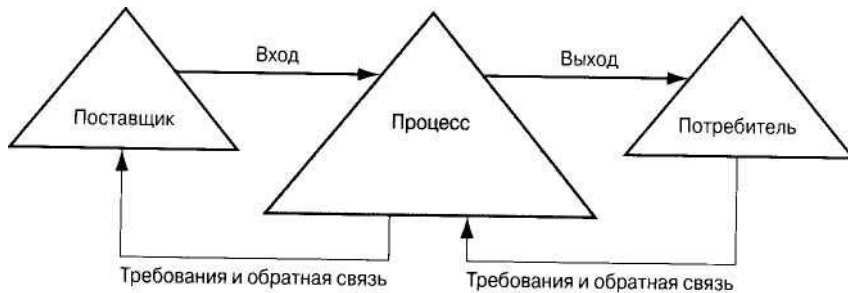 Вход
Выход
Поставщик
Процесс
Потребитель
Требования и обратная связь
Требования и обратная связь